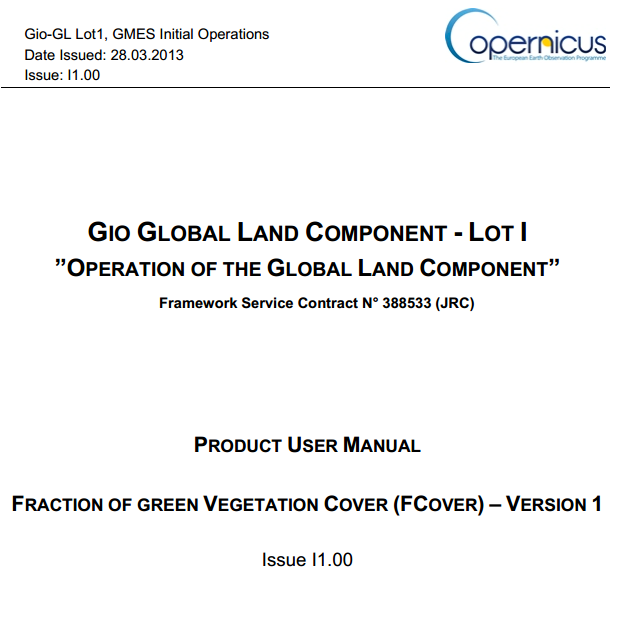 Gio-GL Lot1, GMES Initial Operations
Date Issued: 28.03.2013
Issue: I1.00
opernicus
The European Earth Observation Programme
GIO GLOBAL LAND COMPONENT - LOT I
”OPERATION OF THE GLOBAL LAND COMPONENT”
Framework Service Contract N° 388533 (JRC)
PRODUCT USER MANUAL
FRACTION OF GREEN VEGETATION COVER (FCOVER) – VERSION 1
Issue I1.00